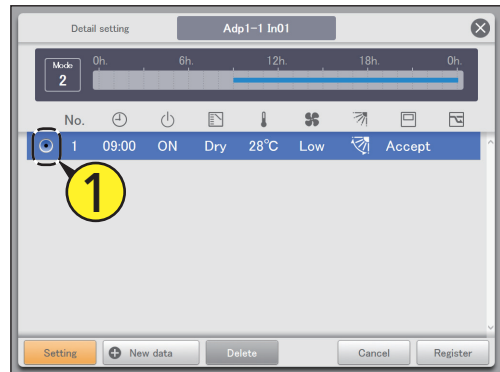 Detail setting Adp1-1 In01
Mode 2 0h. 6h. 12h. 18h. 0h.
No.
1 09:00 ON Dry 28°C Low Accept
1
Setting New data Delete Cancel Register